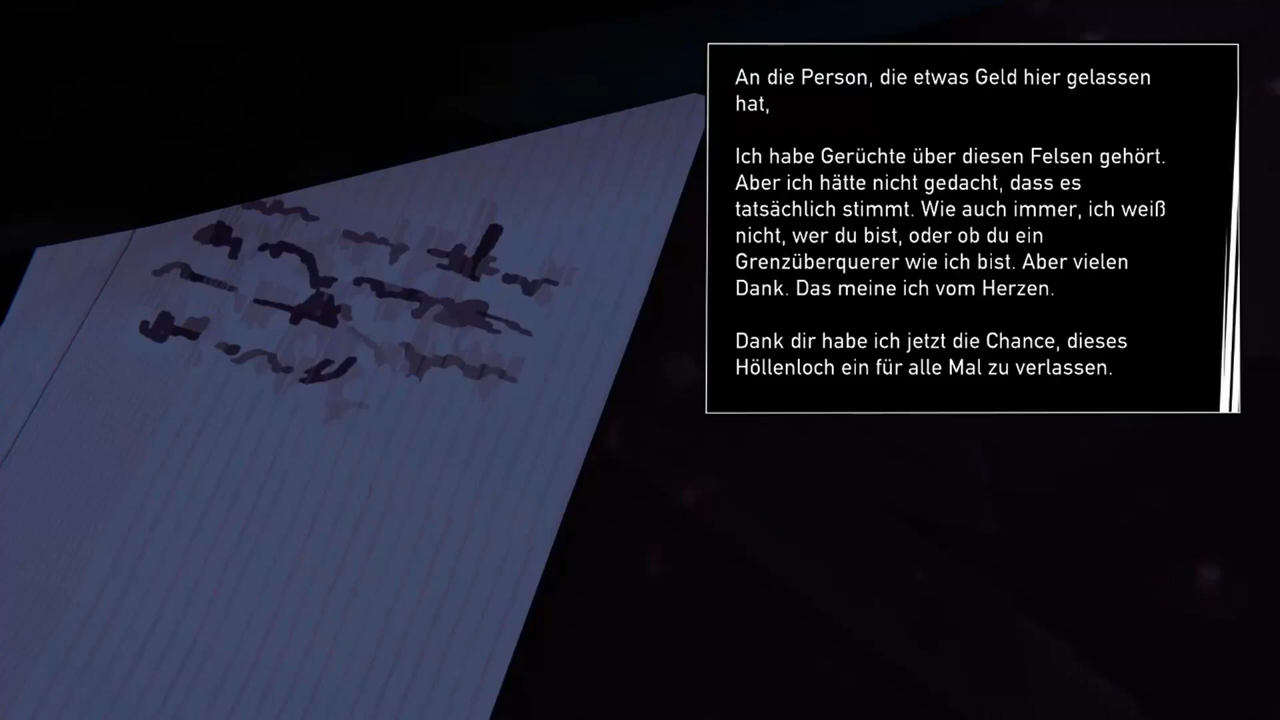 An die Person, die etwas Geld hier gelassen
hat,
Ich habe Gerüchte über diesen Felsen gehört.
Aber ich hätte nicht gedacht, dass es
tatsächlich stimmt. Wie auch immer, ich weiß
nicht, wer du bist, oder ob du ein
Grenzüberquerer wie ich bist. Aber vielen
Dank. Das meine ich vom Herzen.
Dank dir habe ich jetzt die Chance, dieses
Höllenloch ein für alle Mal zu verlassen.